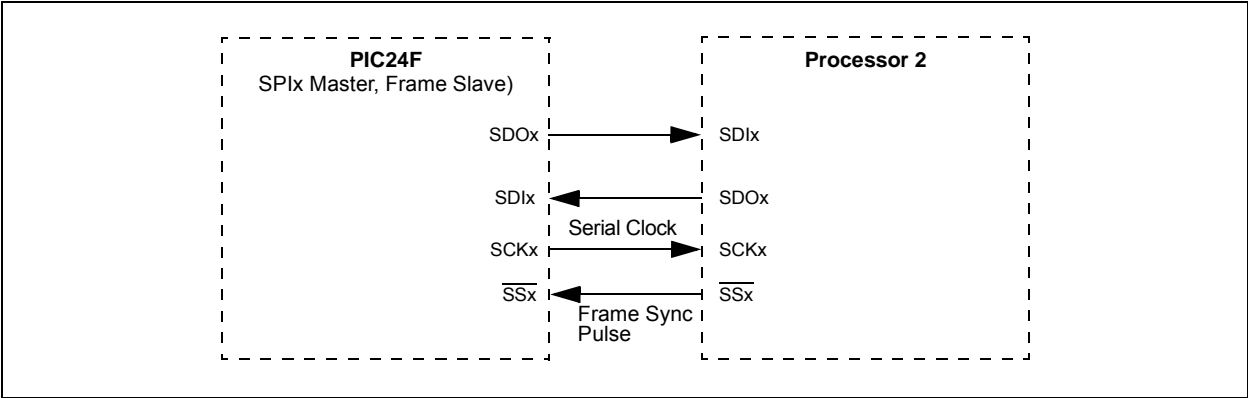 PIC24F
SPIx Master, Frame Slave)
Processor 2
SDOx
SDIx
SDIx
SDOx
Serial Clock
SCKx
SCKx
SSx
SSx
Frame Sync
Pulse